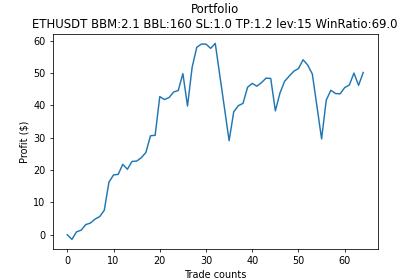 Portfolio
ETHUSDT BBM:2.1 BBL:160 SL:1.0 TP:1.2 lev:15 WinRatio:69.0
60
50
40
30
20
10
0
Profit ($)
0 10 20 30 40 50 60
Trade counts